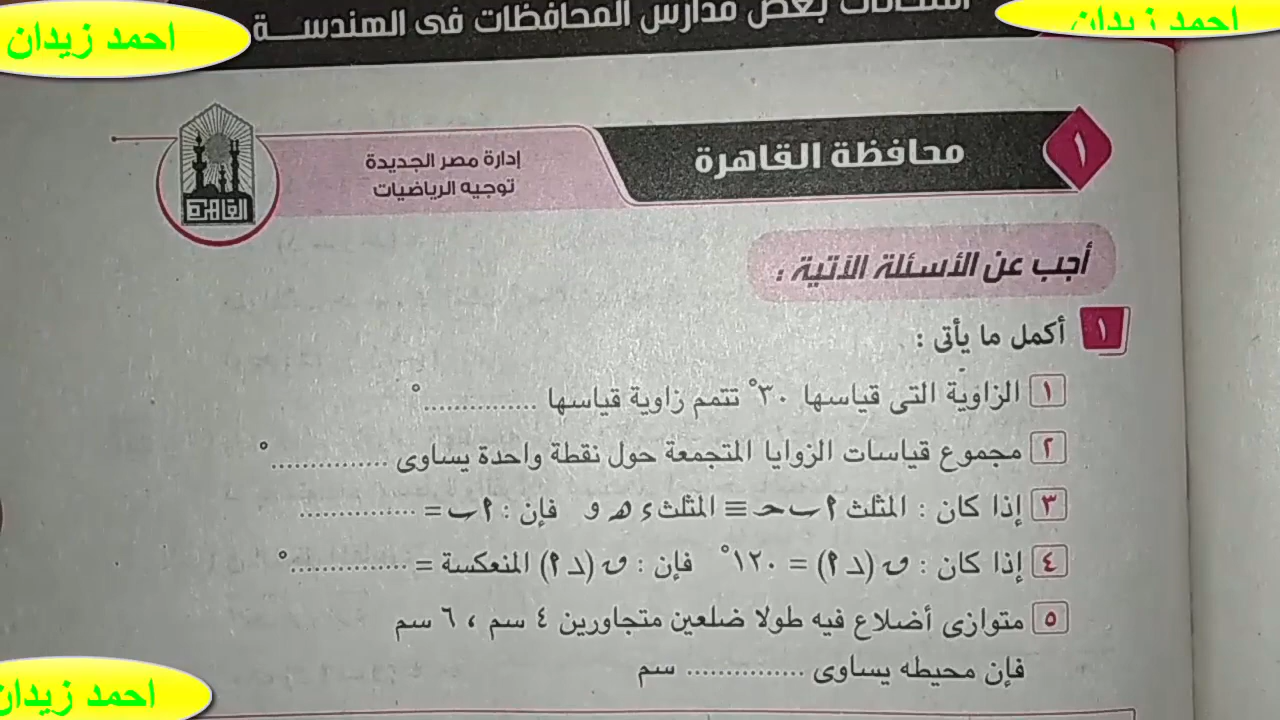 امتحانات بعض مدارس المحافظات فى الهندسة
احمد زيدان
احمد زيدان
١
محافظة القاهرة
إدارة مصر الجديدة
توجيه الرياضيات
القاهرة
أجب عن الأسئلة الآتية :
١ أكمل ما يأتى :
١ الزاوية التى قياسها ٣٠° تتمم زاوية قياسها ...............°
٢ مجموع قياسات الزوايا المتجمعة حول نقطة واحدة يساوى ...............°
٣ إذا كان : المثلث ا ب حـ ≡ المثلث ء هـ و فإن : ا ب = ...............
٤ إذا كان : ق (د ا) = ١٢٠° فإن : ق (د ا) المنعكسة = ...............°
٥ متوازى أضلاع فيه طولا ضلعين متجاورين ٤ سم ، ٦ سم
فإن محيطه يساوى ............... سم
احمد زيدان